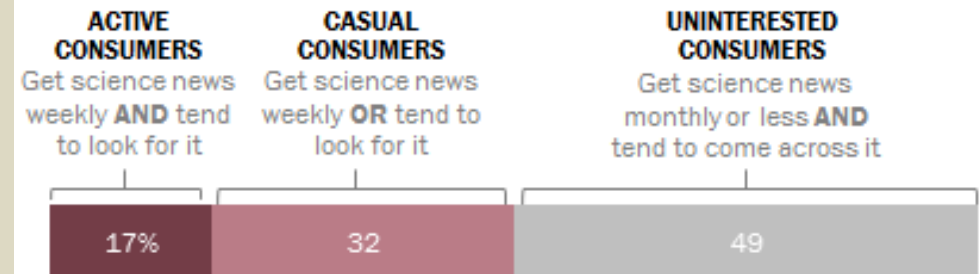 ACTIVE
CONSUMERS
Get science news
weekly AND tend
to look for it
CASUAL
CONSUMERS
Get science news
weekly OR tend to
look for it
UNINTERESTED
CONSUMERS
Get science news
monthly or less AND
tend to come across it
17%
32
49